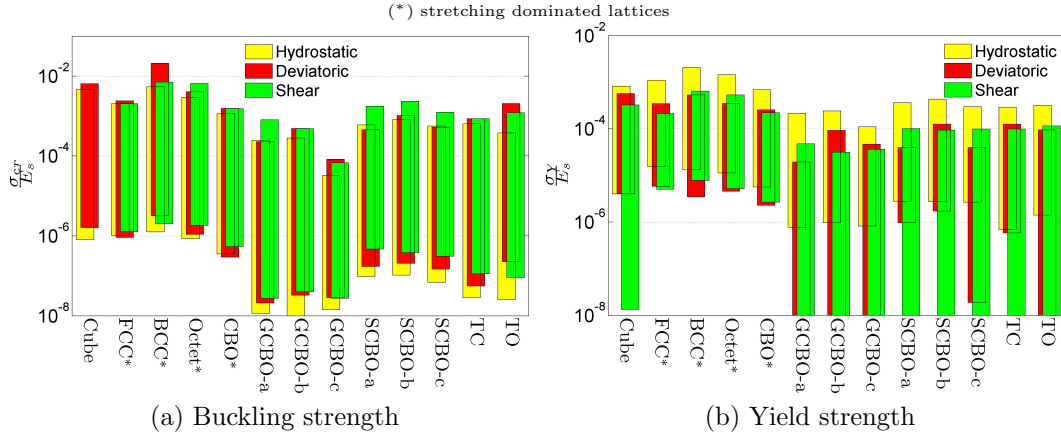 (*) stretching dominated lattices
Hydrostatic
Deviatoric
Shear
10^-2
10^-4
10^-6
10^-8
σ_cr / E_s
Cube
FCC*
BCC*
Octet*
CBO*
GCBO-a
GCBO-b
GCBO-c
SCBO-a
SCBO-b
SCBO-c
TC
TO
(a) Buckling strength
Hydrostatic
Deviatoric
Shear
10^-2
10^-4
10^-6
10^-8
σ_Y / E_s
Cube
FCC*
BCC*
Octet*
CBO*
GCBO-a
GCBO-b
GCBO-c
SCBO-a
SCBO-b
SCBO-c
TC
TO
(b) Yield strength